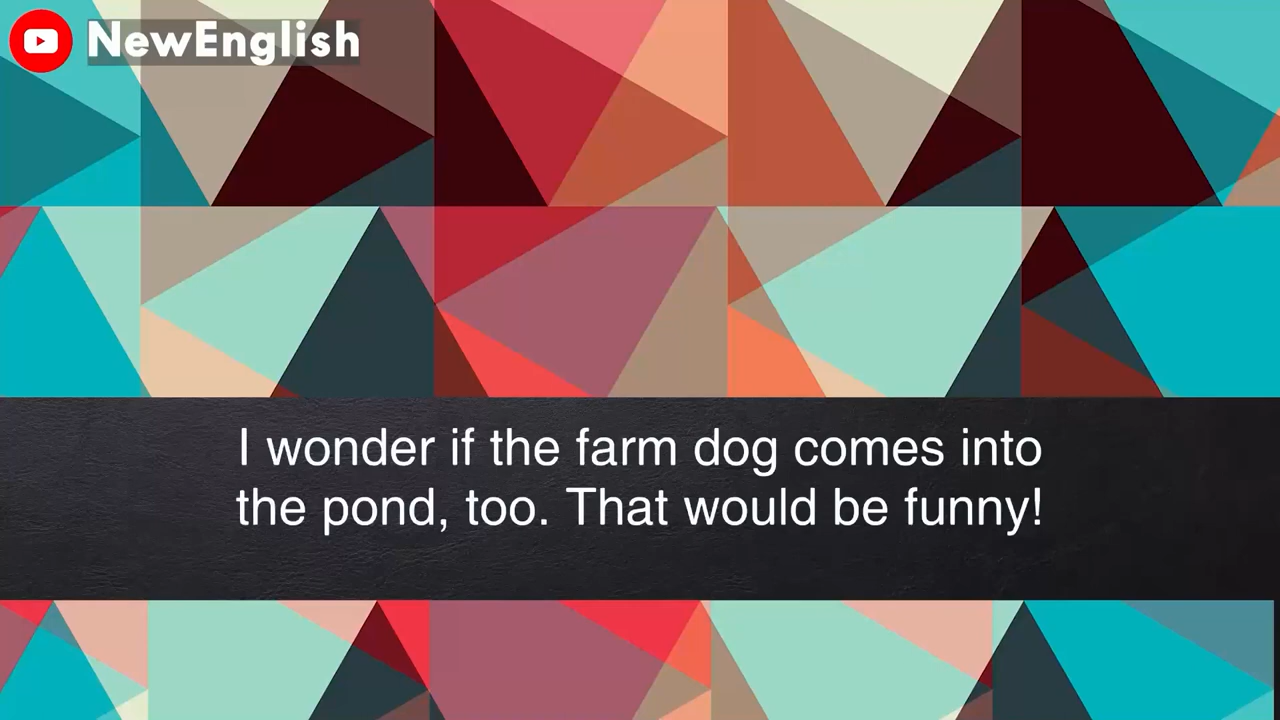 NewEnglish
I wonder if the farm dog comes into
the pond, too. That would be funny!